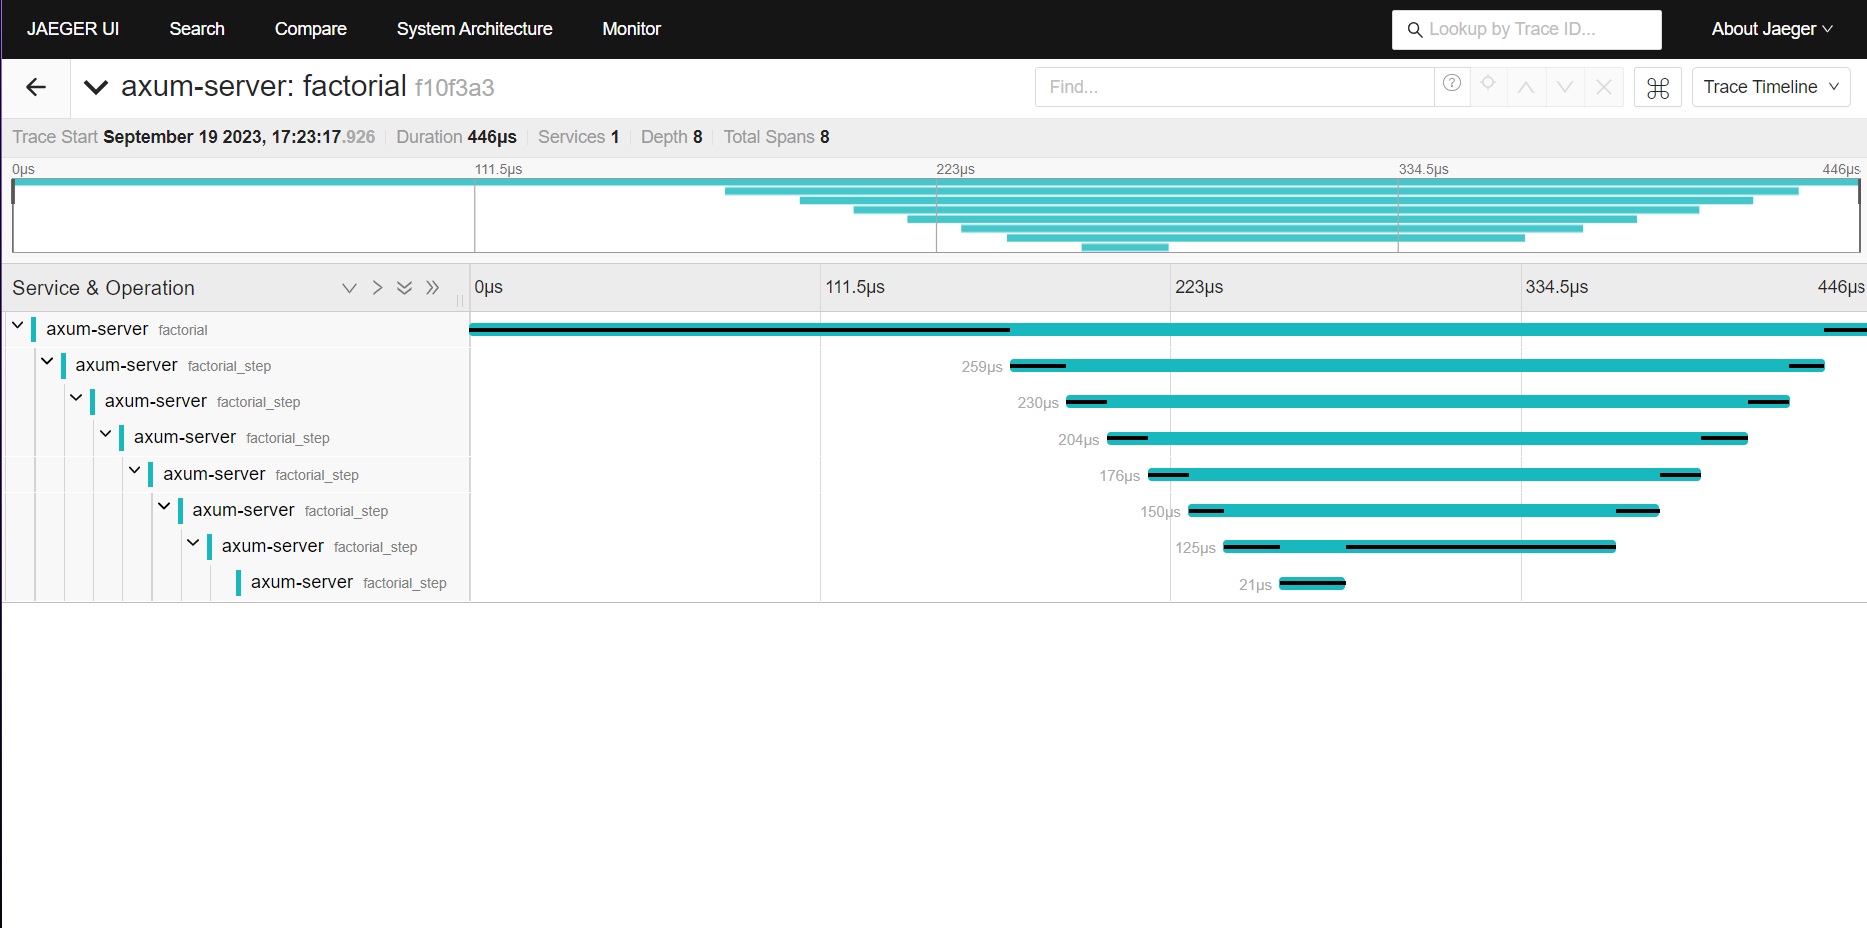 JAEGER UI Search Compare System Architecture Monitor Lookup by Trace ID... About Jaeger
axum-server: factorial f10f3a3 Find... Trace Timeline
Trace Start September 19 2023, 17:23:17.926 Duration 446μs Services 1 Depth 8 Total Spans 8
0μs 111.5μs 223μs 334.5μs 446μs
Service & Operation 0μs 111.5μs 223μs 334.5μs 446μs
axum-server factorial
axum-server factorial_step 259μs
axum-server factorial_step 230μs
axum-server factorial_step 204μs
axum-server factorial_step 176μs
axum-server factorial_step 150μs
axum-server factorial_step 125μs
axum-server factorial_step 21μs